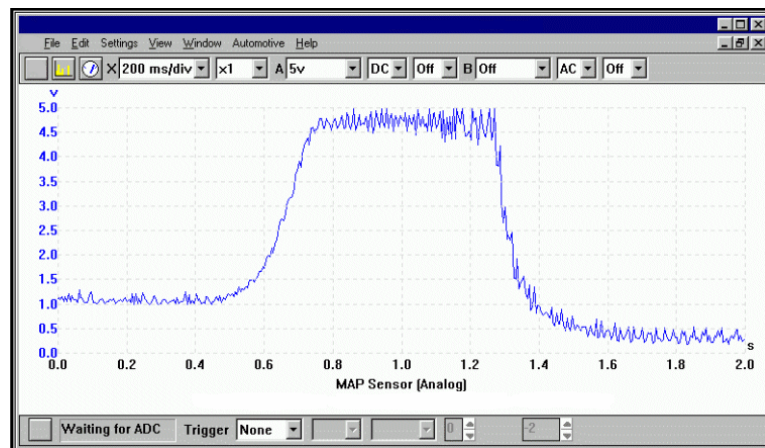 File Edit Settings View Window Automotive Help
X 200 ms/div x1 A 5v DC Off B Off AC Off
V
5.0
4.5
4.0
3.5
3.0
2.5
2.0
1.5
1.0
0.5
0.0
0.0 0.2 0.4 0.6 0.8 1.0 1.2 1.4 1.6 1.8 2.0 s
MAP Sensor (Analog)
Waiting for ADC Trigger None 0 -2